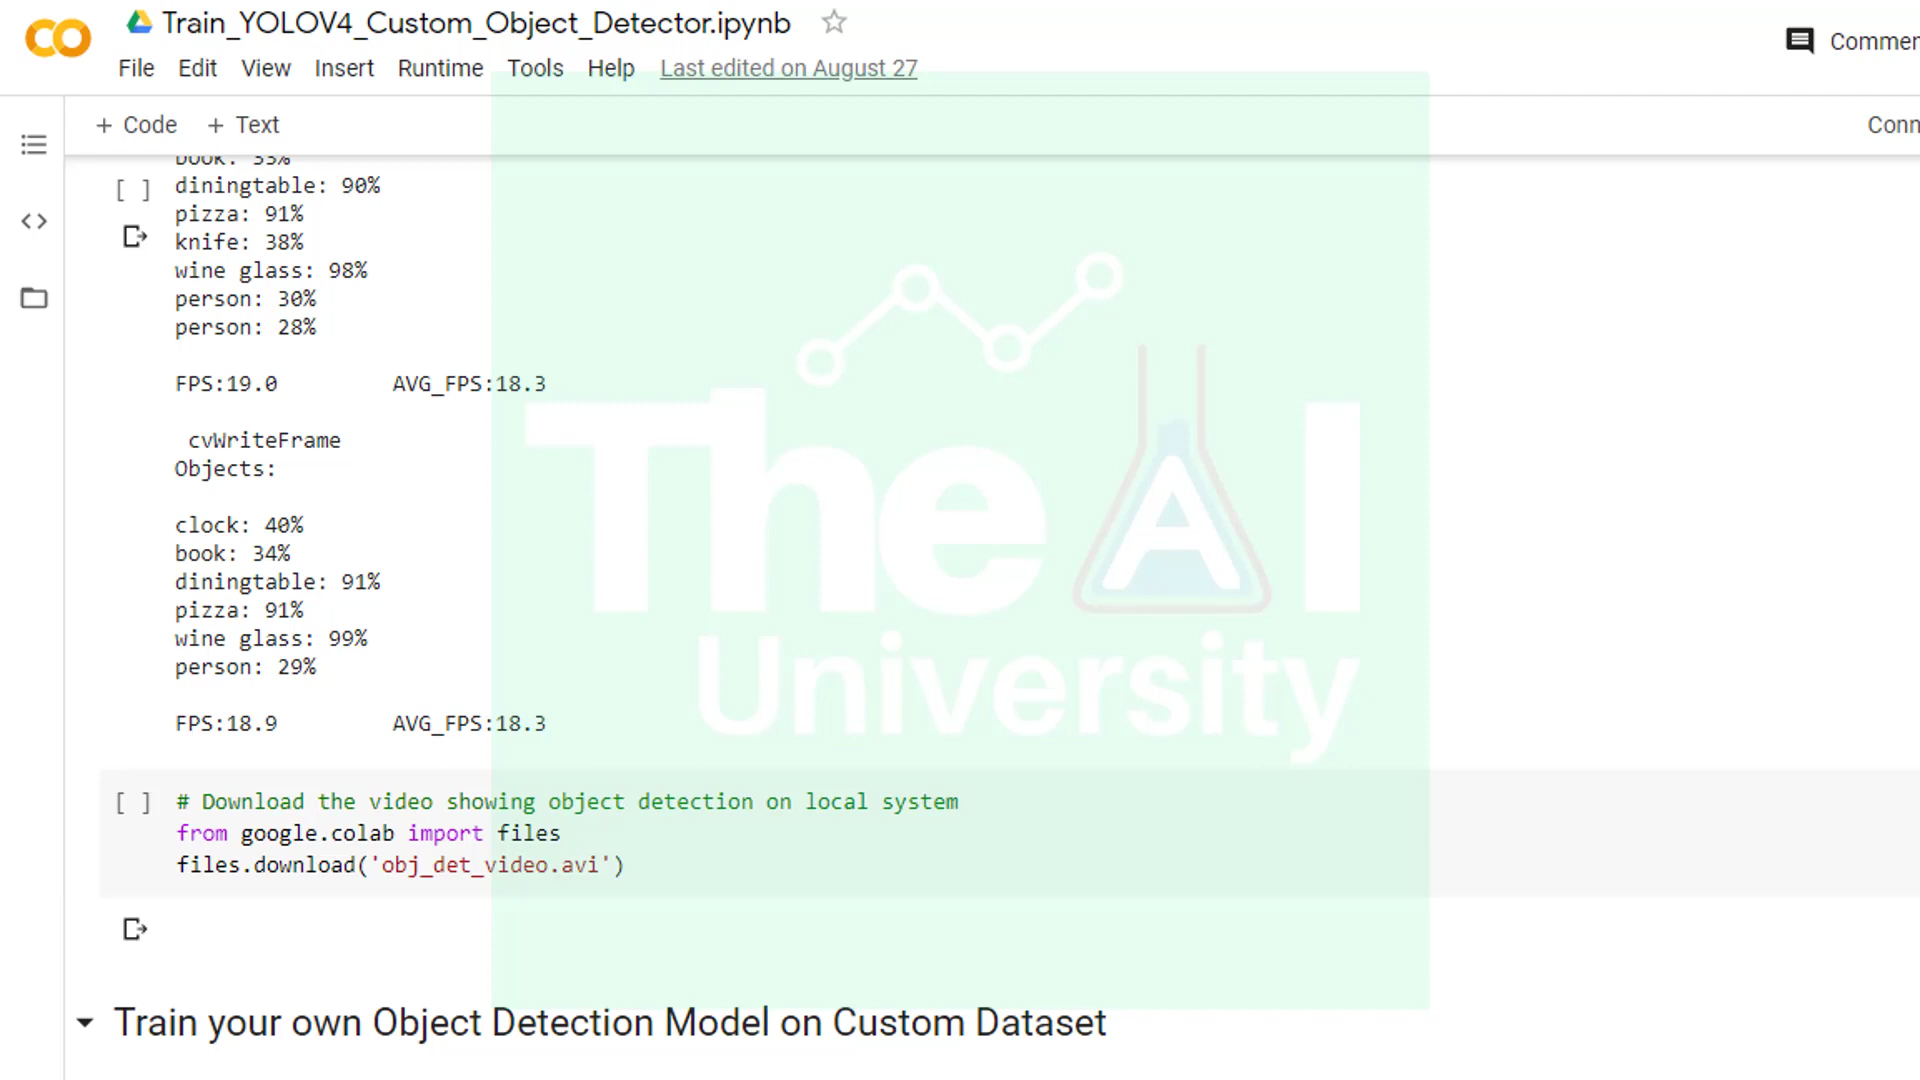 Train_YOLOV4_Custom_Object_Detector.ipynb
File Edit View Insert Runtime Tools Help Last edited on August 27
Commen
+ Code + Text
Conn
book: 33%
[ ] diningtable: 90%
pizza: 91%
knife: 38%
wine glass: 98%
person: 30%
person: 28%
FPS:19.0 AVG_FPS:18.3
cvWriteFrame
Objects:
clock: 40%
book: 34%
diningtable: 91%
pizza: 91%
wine glass: 99%
person: 29%
FPS:18.9 AVG_FPS:18.3
The AI
University
[ ] # Download the video showing object detection on local system
from google.colab import files
files.download('obj_det_video.avi')
Train your own Object Detection Model on Custom Dataset